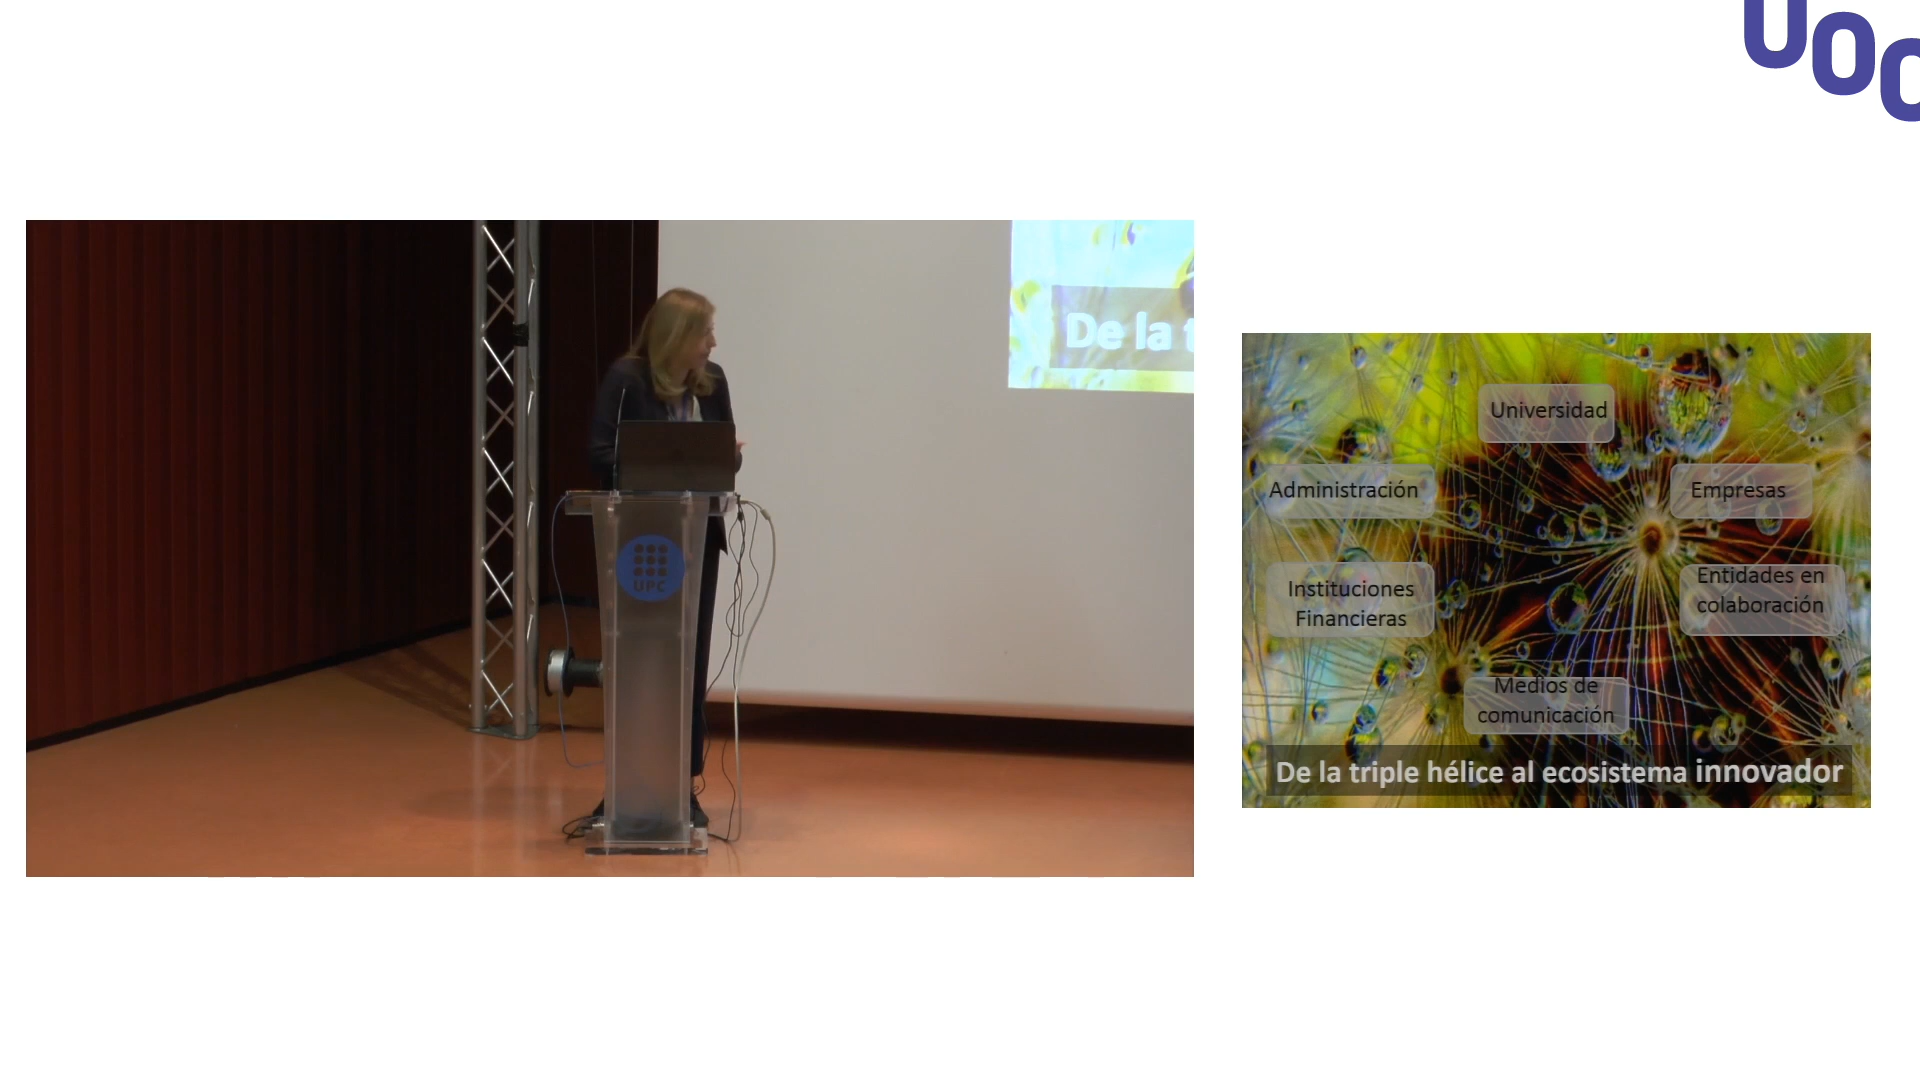 UOC
De la t
UPC
Universidad
Administración
Empresas
Instituciones
Financieras
Entidades en
colaboración
Medios de
comunicación
De la triple hélice al ecosistema innovador